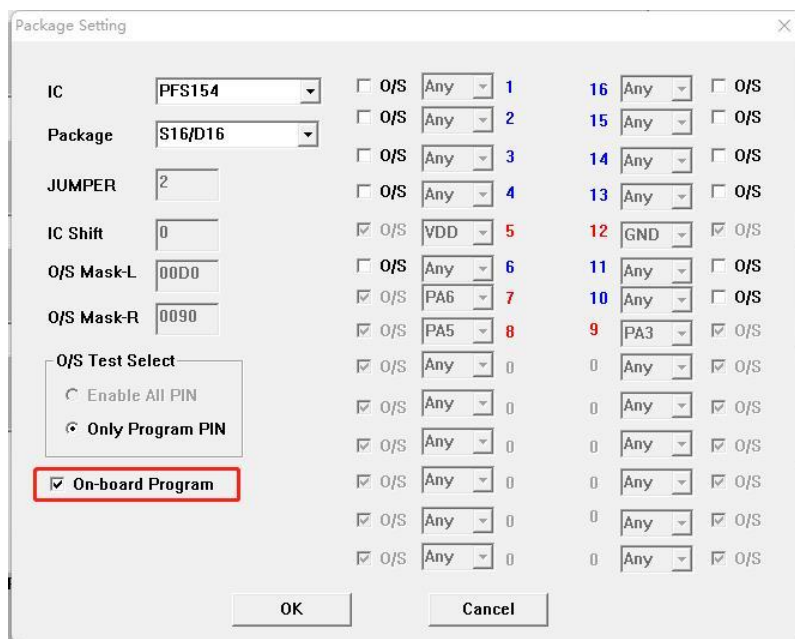 Package Setting
IC PFS154
Package S16/D16
JUMPER 2
IC Shift 0
O/S Mask-L 00D0
O/S Mask-R 0090
O/S Test Select
Enable All PIN
Only Program PIN
On-board Program
O/S Any 1 16 Any O/S
O/S Any 2 15 Any O/S
O/S Any 3 14 Any O/S
O/S Any 4 13 Any O/S
O/S VDD 5 12 GND O/S
O/S Any 6 11 Any O/S
O/S PA6 7 10 Any O/S
O/S PA5 8 9 PA3 O/S
O/S Any 0 0 Any O/S
O/S Any 0 0 Any O/S
O/S Any 0 0 Any O/S
O/S Any 0 0 Any O/S
O/S Any 0 0 Any O/S
O/S Any 0 0 Any O/S
OK Cancel